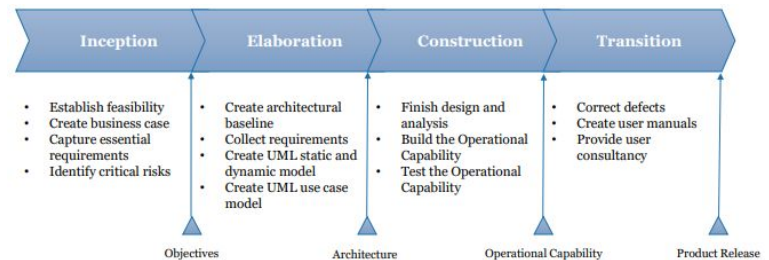 Inception
Elaboration
Construction
Transition
• Establish feasibility
• Create business case
• Capture essential
requirements
• Identify critical risks
• Create architectural
baseline
• Collect requirements
• Create UML static and
dynamic model
• Create UML use case
model
• Finish design and
analysis
• Build the Operational
Capability
• Test the Operational
Capability
• Correct defects
• Create user manuals
• Provide user
consultancy
Objectives
Architecture
Operational Capability
Product Release